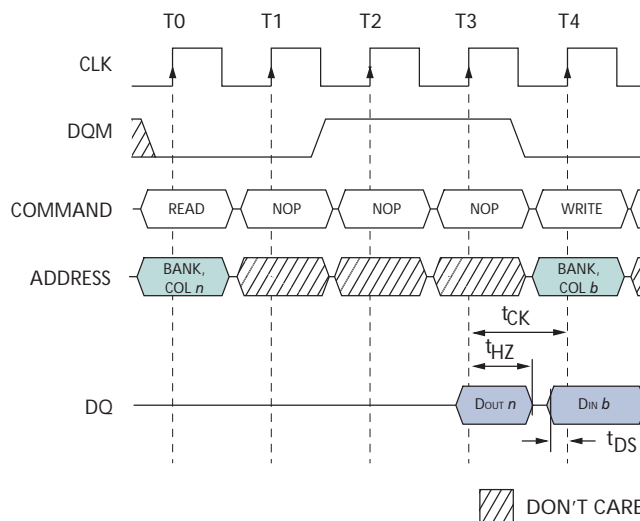 T0 T1 T2 T3 T4
CLK
DQM
COMMAND READ NOP NOP NOP WRITE
ADDRESS BANK, COL n BANK, COL b
tCK
tHZ
DQ DOUT n DIN b
tDS
DON'T CARE